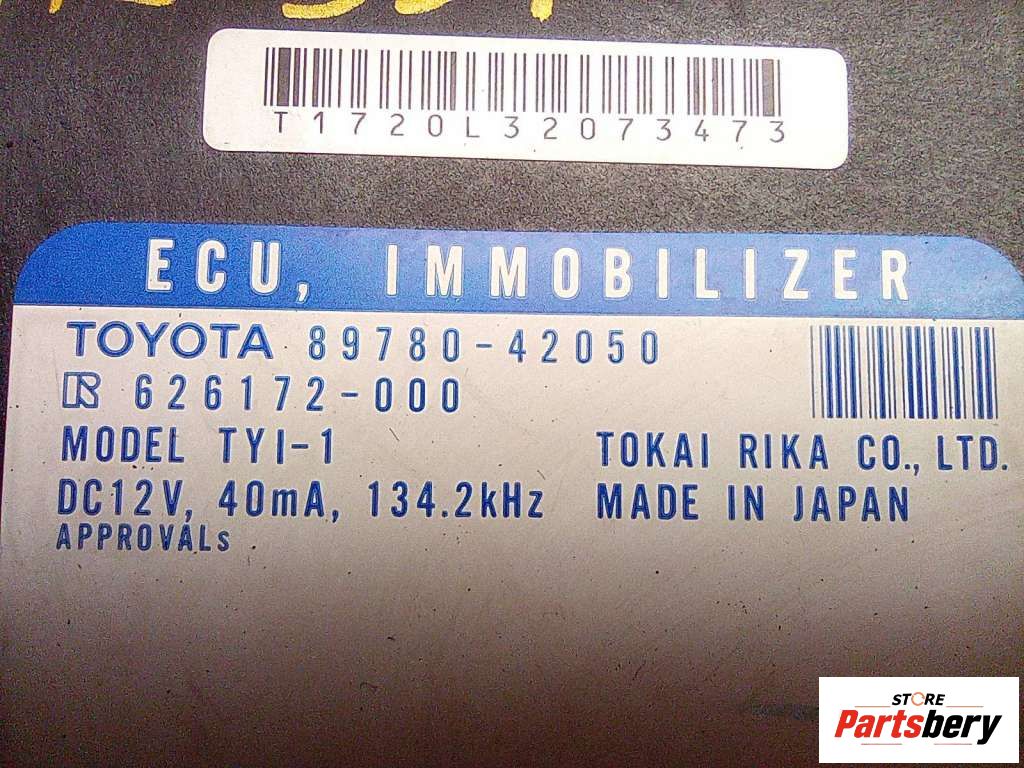 T1720L32073473
ECU, IMMOBILIZER
TOYOTA 89780-42050
626172-000
MODEL TYI-1 TOKAI RIKA CO., LTD.
DC12V, 40mA, 134.2kHz MADE IN JAPAN
APPROVALs
STORE
Partsbery